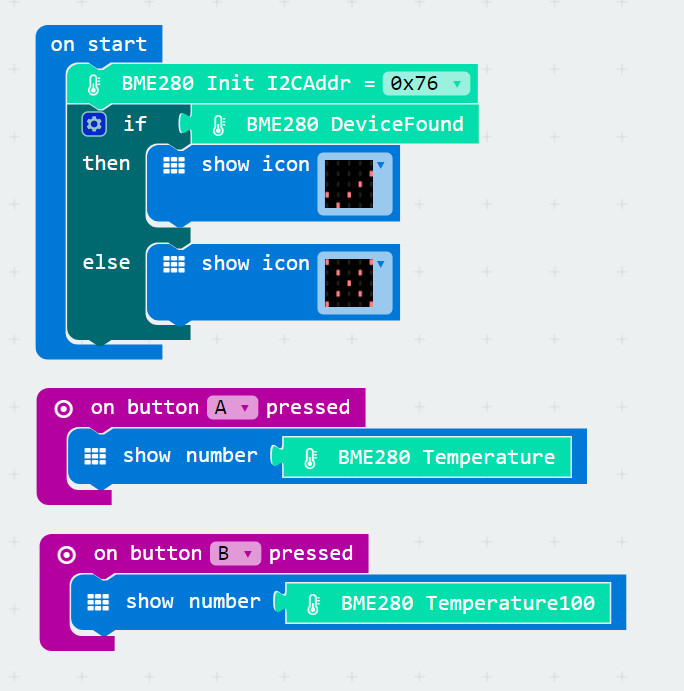 on start
BME280 Init I2CAddr = 0x76
if BME280 DeviceFound
then show icon
else show icon
on button A pressed
show number BME280 Temperature
on button B pressed
show number BME280 Temperature100